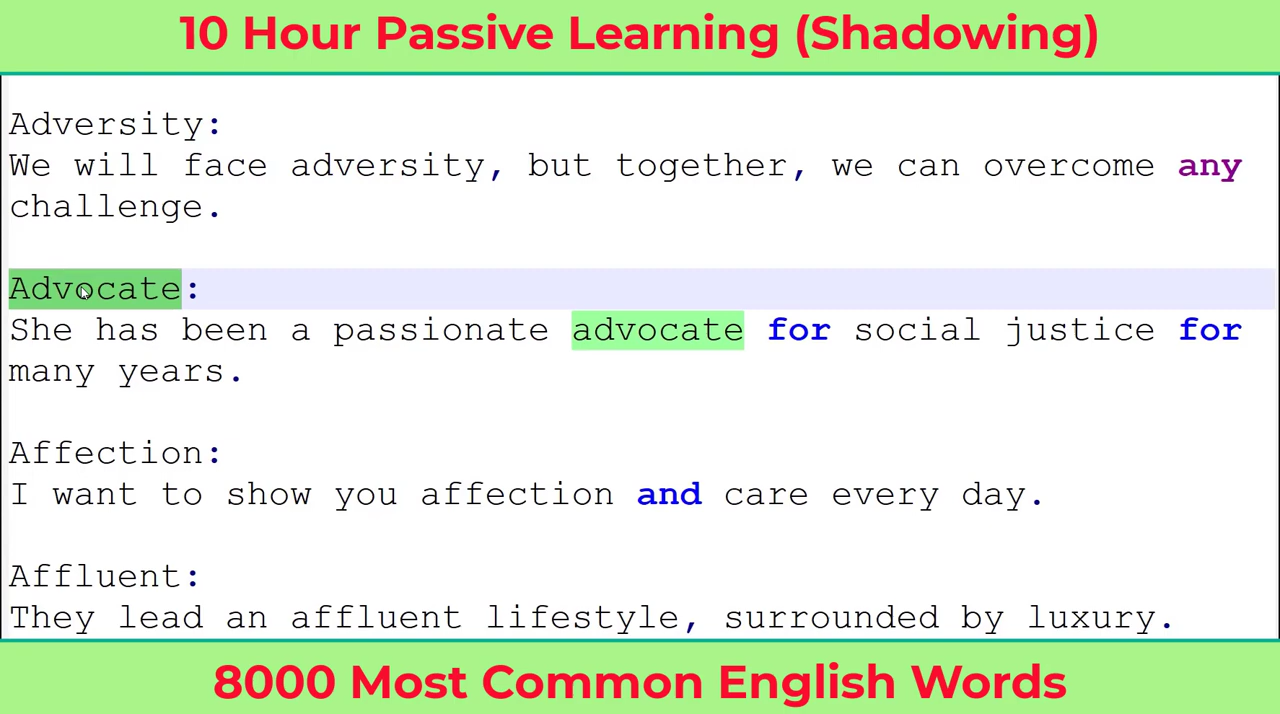 10 Hour Passive Learning (Shadowing)
Adversity:
We will face adversity, but together, we can overcome any
challenge.
Advocate:
She has been a passionate advocate for social justice for
many years.
Affection:
I want to show you affection and care every day.
Affluent:
They lead an affluent lifestyle, surrounded by luxury.
8000 Most Common English Words